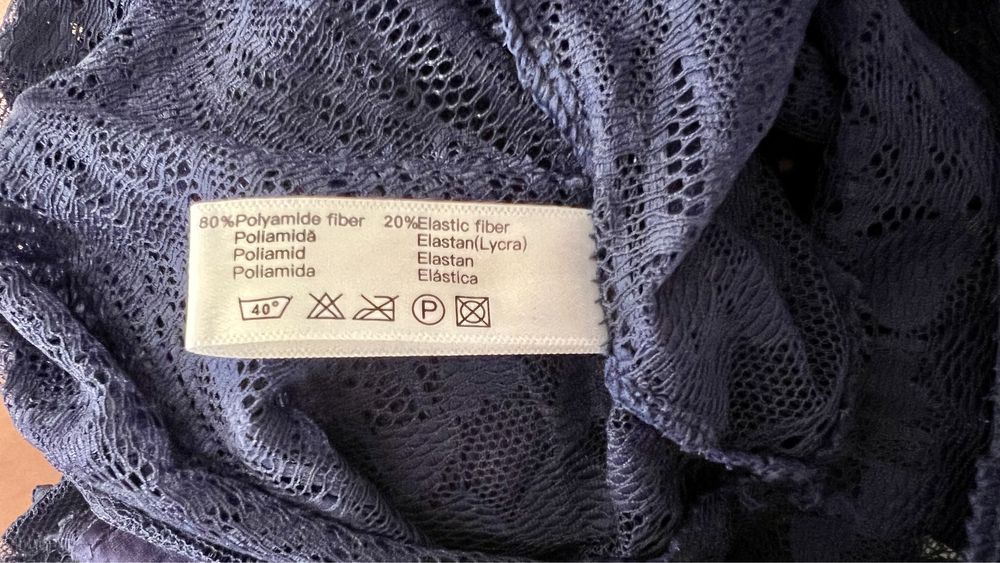 80%Polyamide fiber 20%Elastic fiber
Poliamidă Elastan(Lycra)
Poliamid Elastan
Poliamida Elástica
40° P